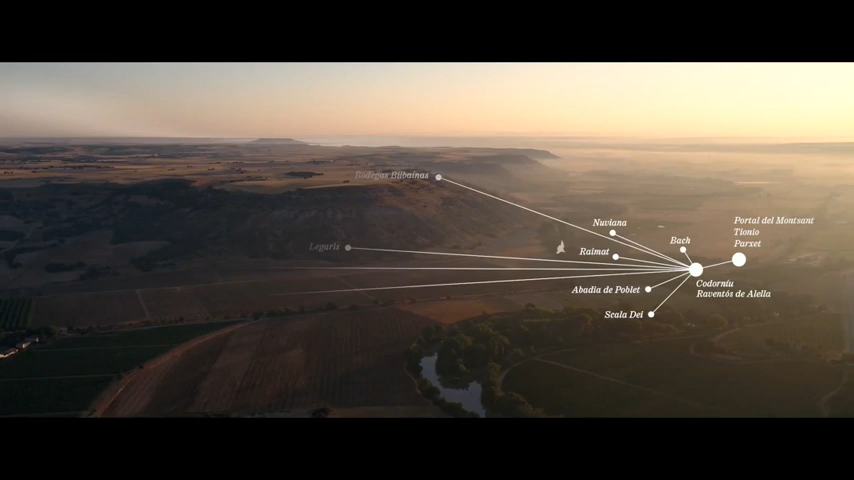 Bodegas Bilbaínas
Nuviana
Portal del Montsant
Tionio
Parxet
Bach
Legaris
Raimat
Codorníu
Raventós de Alella
Abadia de Poblet
Scala Dei